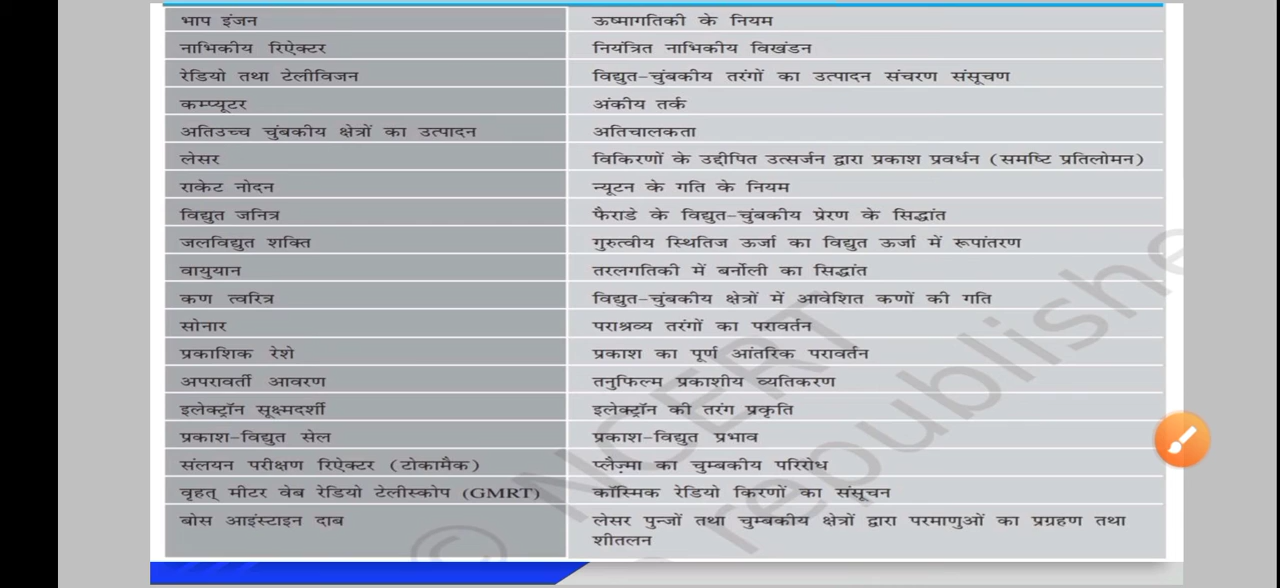 भाप इंजन ऊष्मागतिकी के नियम
नाभिकीय रिऐक्टर नियंत्रित नाभिकीय विखंडन
रेडियो तथा टेलीविजन विद्युत-चुंबकीय तरंगों का उत्पादन संचरण संसूचण
कम्प्यूटर अंकीय तर्क
अतिउच्च चुंबकीय क्षेत्रों का उत्पादन अतिचालकता
लेसर विकिरणों के उद्दीपित उत्सर्जन द्वारा प्रकाश प्रवर्धन (समष्टि प्रतिलोमन)
राकेट नोदन न्यूटन के गति के नियम
विद्युत जनित्र फैराडे के विद्युत-चुंबकीय प्रेरण के सिद्धांत
जलविद्युत शक्ति गुरुत्वीय स्थितिज ऊर्जा का विद्युत ऊर्जा में रूपांतरण
वायुयान तरलगतिकी में बर्नोली का सिद्धांत
कण त्वरित्र विद्युत-चुंबकीय क्षेत्रों में आवेशित कणों की गति
सोनार पराश्रव्य तरंगों का परावर्तन
प्रकाशिक रेशे प्रकाश का पूर्ण आंतरिक परावर्तन
अपरावर्ती आवरण तनुफिल्म प्रकाशीय व्यतिकरण
इलेक्ट्रॉन सूक्ष्मदर्शी इलेक्ट्रॉन की तरंग प्रकृति
प्रकाश-विद्युत सेल प्रकाश-विद्युत प्रभाव
संलयन परीक्षण रिऐक्टर (टोकामैक) प्लैज़्मा का चुम्बकीय परिरोध
वृहत् मीटर वेब रेडियो टेलीस्कोप (GMRT) कॉस्मिक रेडियो किरणों का संसूचन
बोस आइंस्टाइन दाब लेसर पुन्जों तथा चुम्बकीय क्षेत्रों द्वारा परमाणुओं का प्रग्रहण तथा
शीतलन
© NCERT
republishe